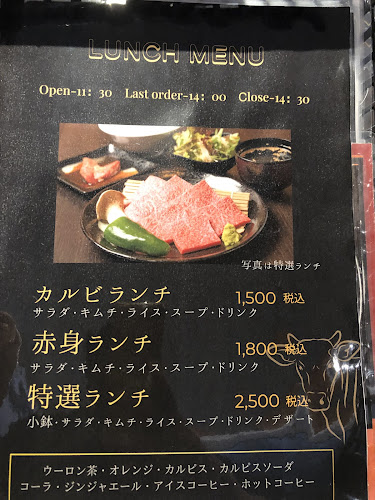 LUNCH MENU
Open-11：30 Last order-14：00 Close-14：30
写真は特選ランチ
カルビランチ 1,500 税込
サラダ・キムチ・ライス・スープ・ドリンク
赤身ランチ 1,800 税込
サラダ・キムチ・ライス・スープ・ドリンク
特選ランチ 2,500 税込
小鉢・サラダ・キムチ・ライス・スープ・ドリンク・デザート
ウーロン茶・オレンジ・カルピス・カルピスソーダ
コーラ・ジンジャエール・アイスコーヒー・ホットコーヒー